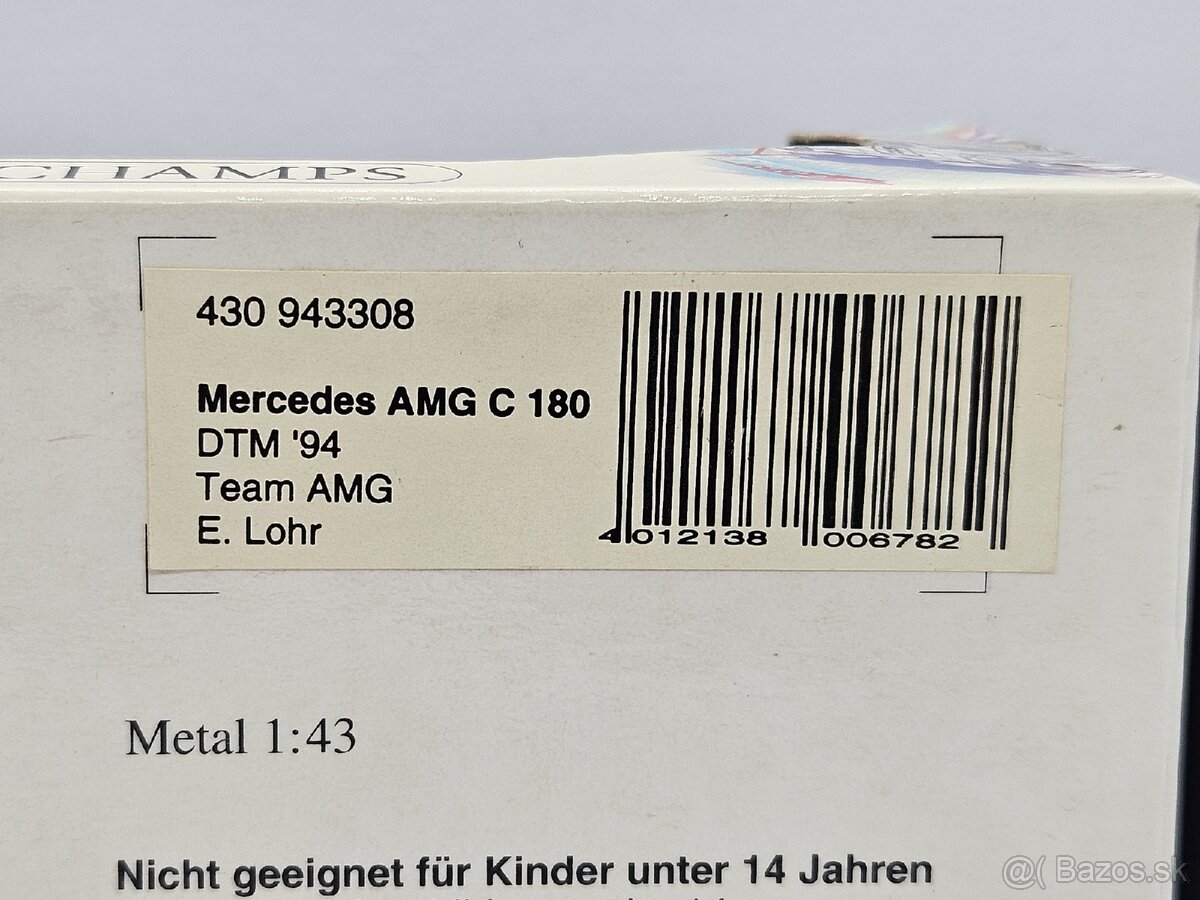 CHAMPS
430 943308
Mercedes AMG C 180
DTM '94
Team AMG
E. Lohr
4 012138 006782
Metal 1:43
Nicht geeignet für Kinder unter 14 Jahren
@( Bazos.sk